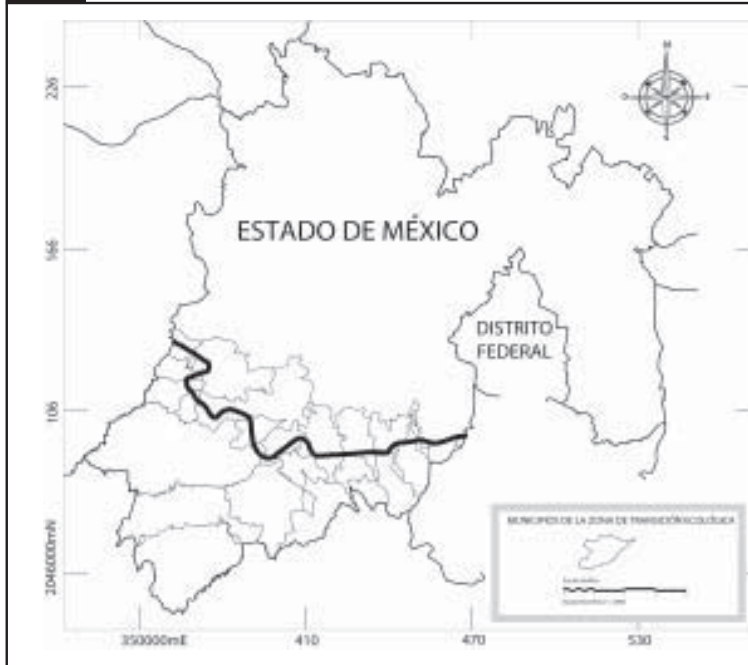 226
N
ESTADO DE MÉXICO
166
DISTRITO
FEDERAL
106
MUNICIPIOS DE LA ZONA DE TRANSICIÓN ECOLÓGICA
2046000mN
350000mE
410
470
530